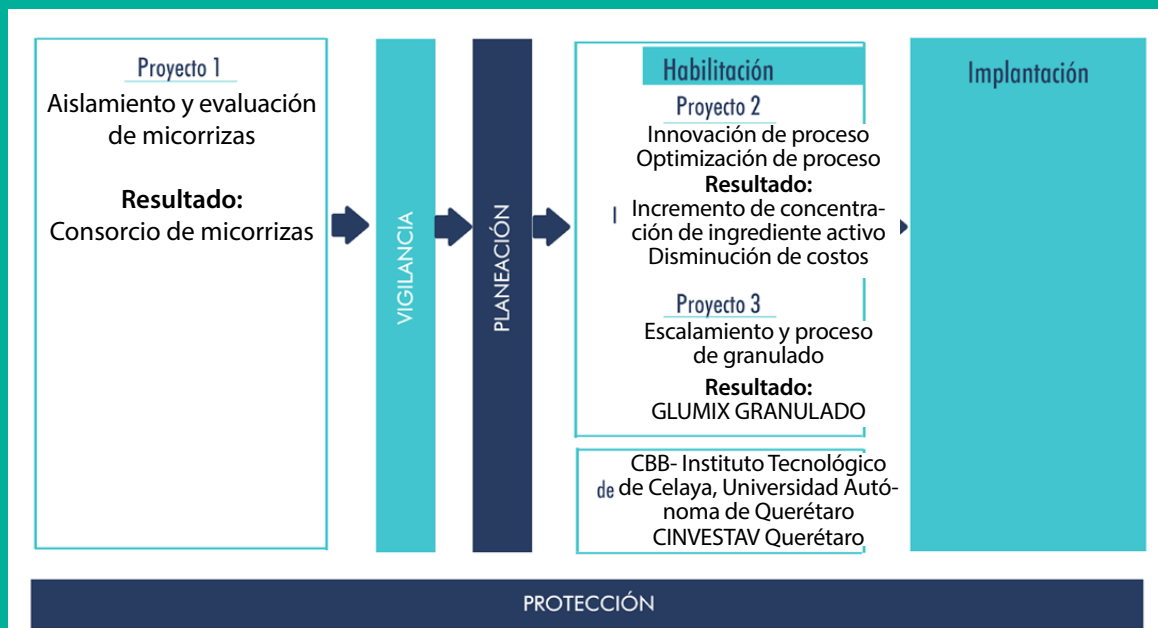 Proyecto 1
Aislamiento y evaluación
de micorrizas
Resultado:
Consorcio de micorrizas
VIGILANCIA
PLANEACIÓN
Habilitación
Proyecto 2
Innovación de proceso
Optimización de proceso
Resultado:
Incremento de concentra-
ción de ingrediente activo
Disminución de costos
Proyecto 3
Escalamiento y proceso
de granulado
Resultado:
GLUMIX GRANULADO
CBB- Instituto Tecnológico
de de Celaya, Universidad Autó-
noma de Querétaro
CINVESTAV Querétaro
Implantación
PROTECCIÓN